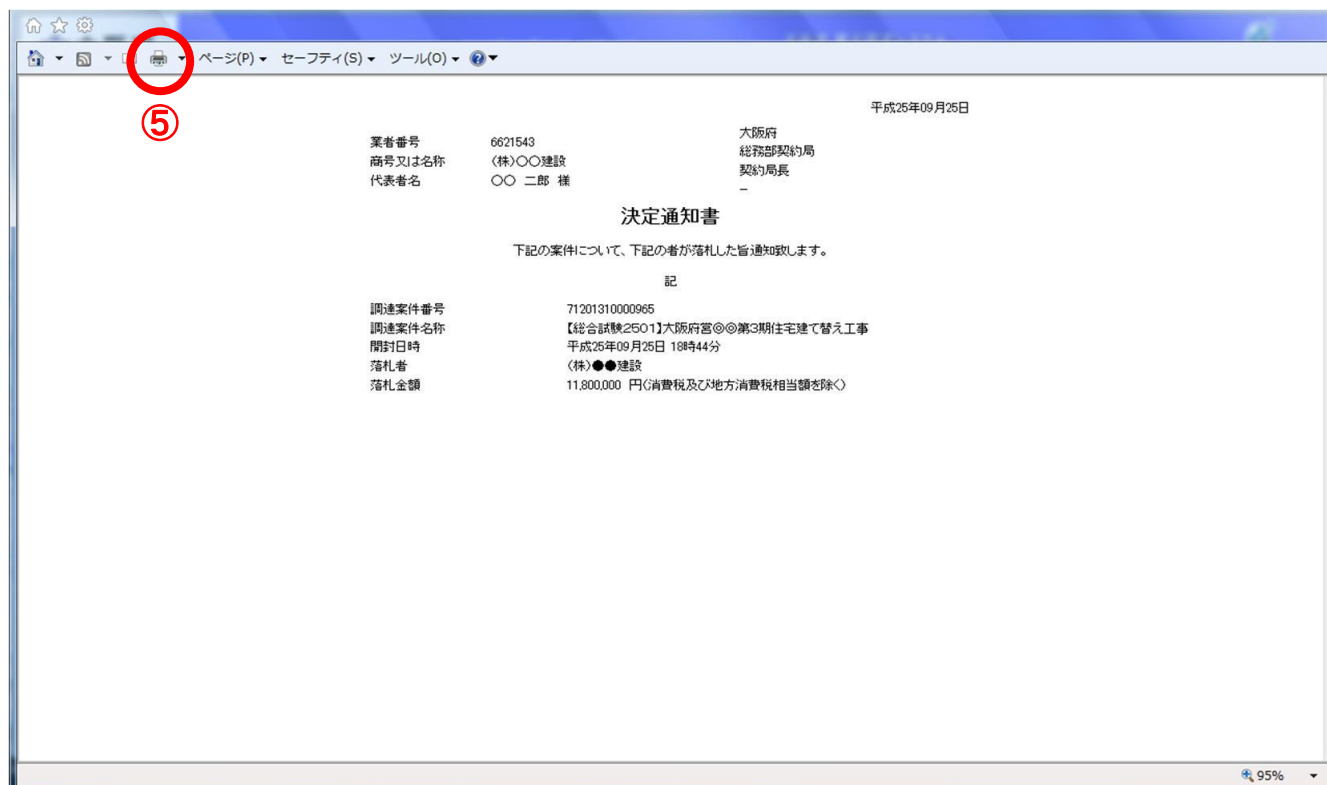 ページ(P) セーフティ(S) ツール(O)
⑤
平成25年09月25日
業者番号 6621543
商号又は名称 (株)〇〇建設
代表者名 〇〇 二郎 様
大阪府
総務部契約局
契約局長
−
決定通知書
下記の案件について、下記の者が落札した旨通知致します。
記
調達案件番号 71201310000965
調達案件名称 【総合試験2501】大阪府営◎◎第3期住宅建て替え工事
開封日時 平成25年09月25日 18時44分
落札者 (株)●●建設
落札金額 11,800,000 円(消費税及び地方消費税相当額を除く)
95%